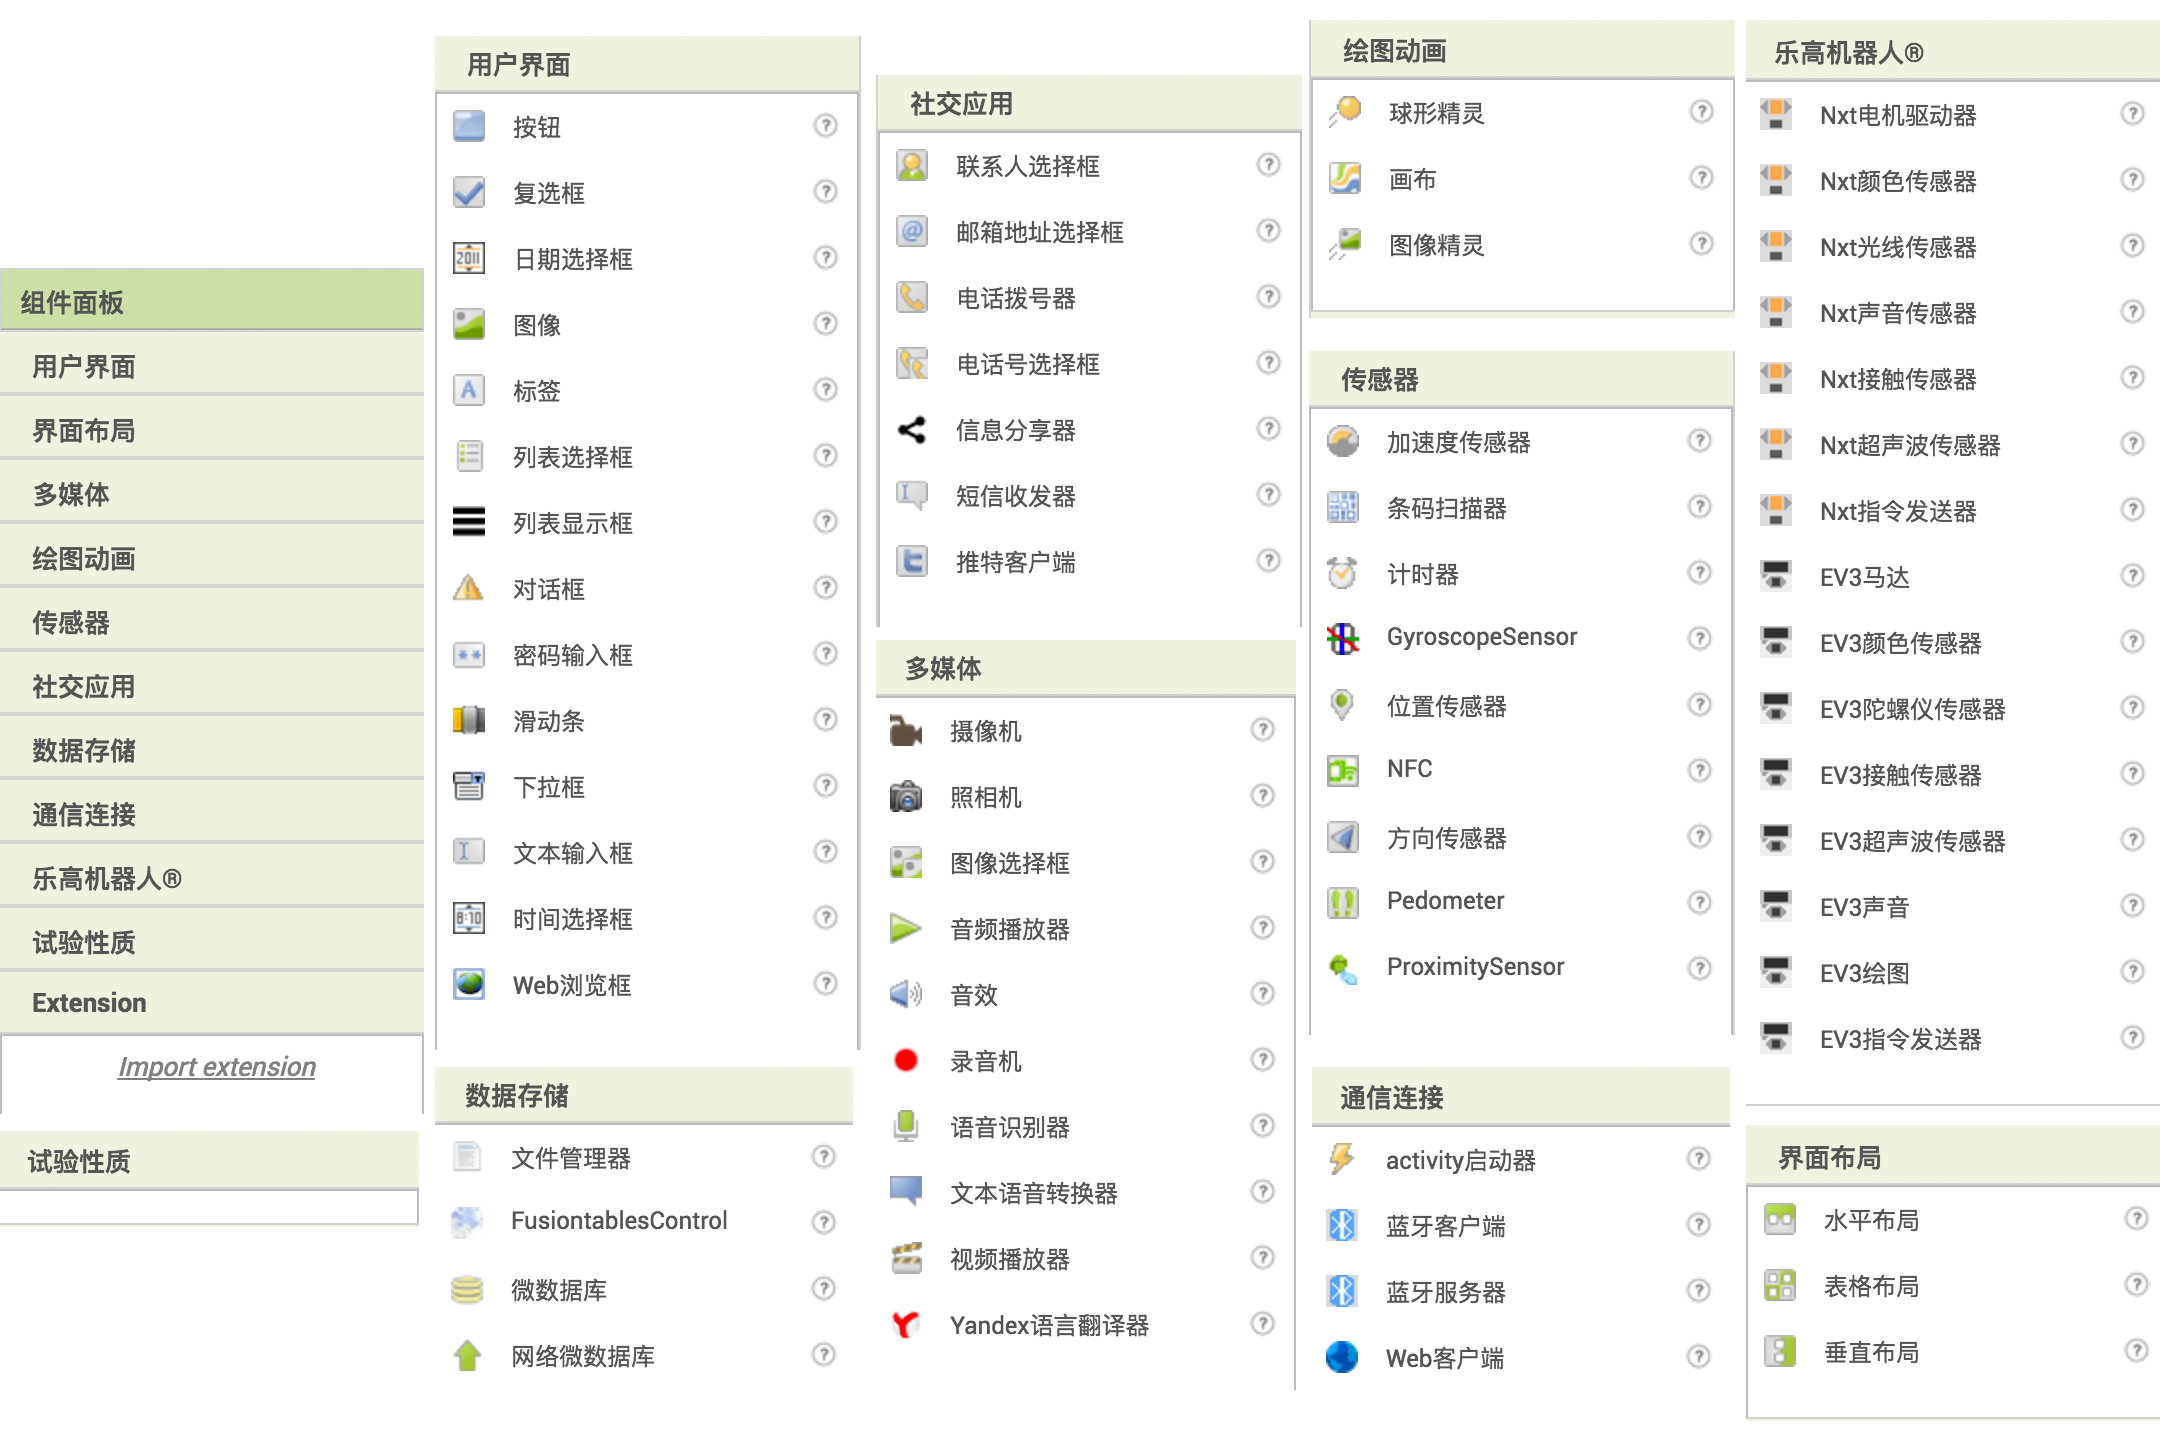 组件面板
用户界面
界面布局
多媒体
绘图动画
传感器
社交应用
数据存储
通信连接
乐高机器人®
试验性质
Extension
Import extension
试验性质
用户界面
按钮
复选框
日期选择框
图像
标签
列表选择框
列表显示框
对话框
密码输入框
滑动条
下拉框
文本输入框
时间选择框
Web浏览框
数据存储
文件管理器
FusiontablesControl
微数据库
网络微数据库
社交应用
联系人选择框
邮箱地址选择框
电话拨号器
电话号选择框
信息分享器
短信收发器
推特客户端
多媒体
摄像机
照相机
图像选择框
音频播放器
音效
录音机
语音识别器
文本语音转换器
视频播放器
Yandex语言翻译器
绘图动画
球形精灵
画布
图像精灵
传感器
加速度传感器
条码扫描器
计时器
GyroscopeSensor
位置传感器
NFC
方向传感器
Pedometer
ProximitySensor
通信连接
activity启动器
蓝牙客户端
蓝牙服务器
Web客户端
乐高机器人®
Nxt电机驱动器
Nxt颜色传感器
Nxt光线传感器
Nxt声音传感器
Nxt接触传感器
Nxt超声波传感器
Nxt指令发送器
EV3马达
EV3颜色传感器
EV3陀螺仪传感器
EV3接触传感器
EV3超声波传感器
EV3声音
EV3绘图
EV3指令发送器
界面布局
水平布局
表格布局
垂直布局